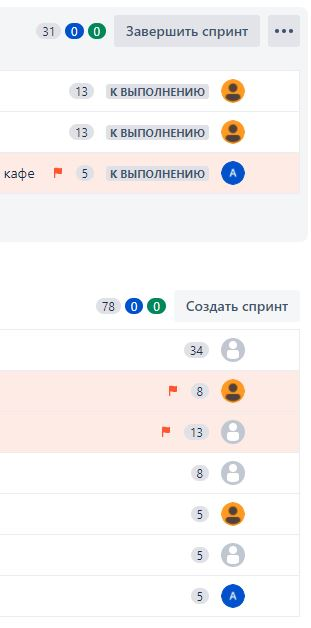 31 0 0 Завершить спринт
13 К ВЫПОЛНЕНИЮ
13 К ВЫПОЛНЕНИЮ
кафе 5 К ВЫПОЛНЕНИЮ A
78 0 0 Создать спринт
34
8
13
8
5
5
5 A